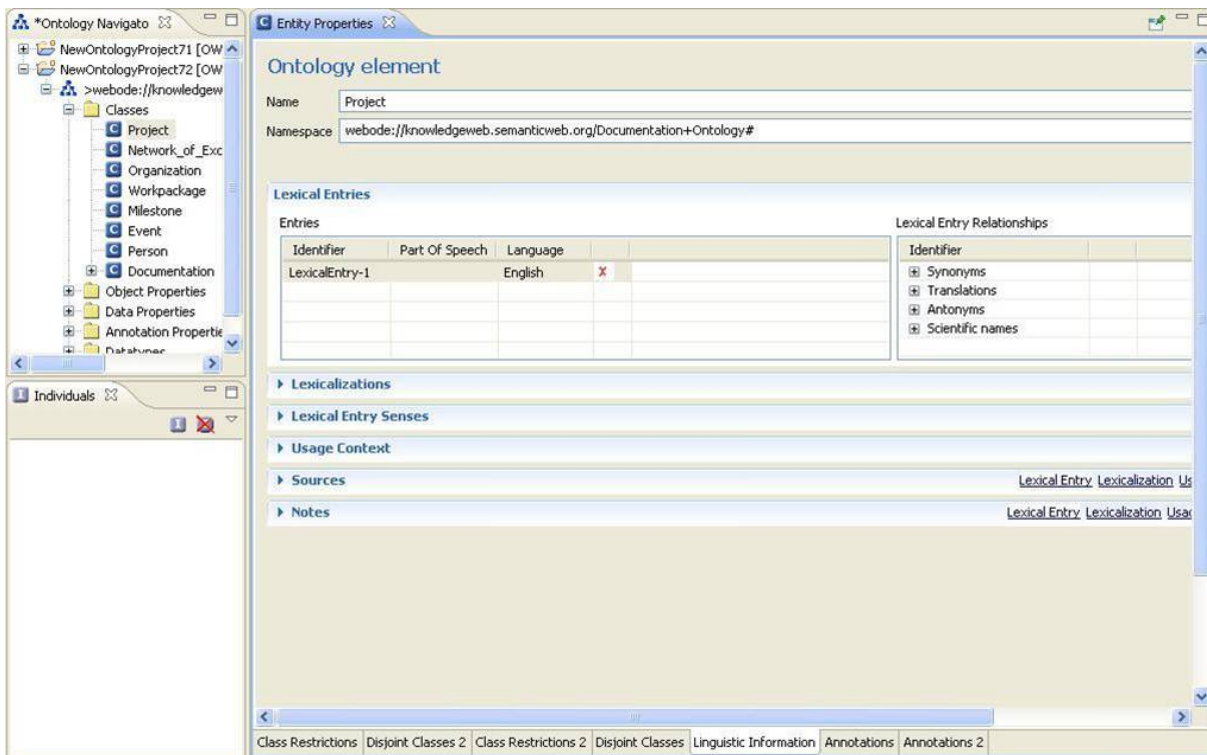 *Ontology Navigato
NewOntologyProject71 [OW
NewOntologyProject72 [OW
>webode://knowledgew
Classes
Project
Network_of_Exc
Organization
Workpackage
Milestone
Event
Person
Documentation
Object Properties
Data Properties
Annotation Propertie
Datatypes
Individuals
Entity Properties
Ontology element
Name Project
Namespace webode://knowledgeweb.semanticweb.org/Documentation+Ontology#
Lexical Entries
Entries
Identifier Part Of Speech Language
LexicalEntry-1 English X
Lexical Entry Relationships
Identifier
Synonyms
Translations
Antonyms
Scientific names
Lexicalizations
Lexical Entry Senses
Usage Context
Sources Lexical Entry Lexicalization Us
Notes Lexical Entry Lexicalization Usag
Class Restrictions Disjoint Classes 2 Class Restrictions 2 Disjoint Classes Linguistic Information Annotations Annotations 2